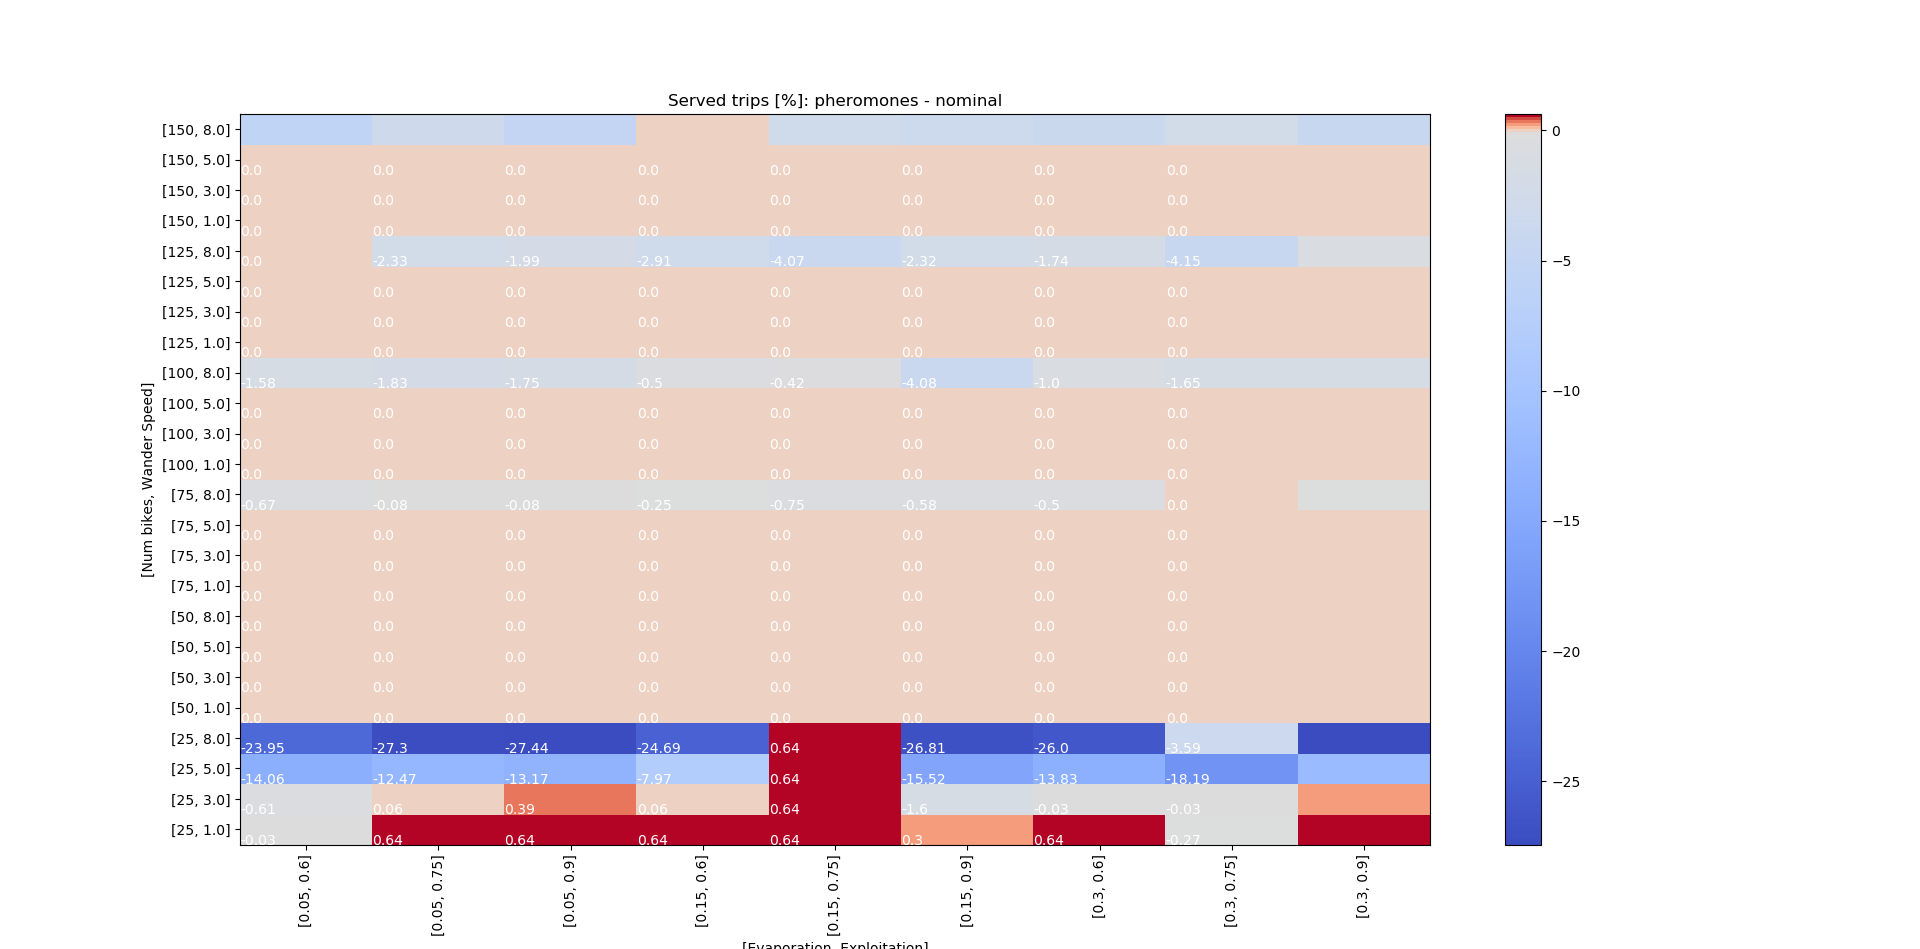 Served trips [%]: pheromones - nominal
[Num bikes, Wander Speed]
[150, 8.0]
[150, 5.0]
0.0 0.0 0.0 0.0 0.0 0.0 0.0 0.0
[150, 3.0]
0.0 0.0 0.0 0.0 0.0 0.0 0.0 0.0
[150, 1.0]
0.0 0.0 0.0 0.0 0.0 0.0 0.0 0.0
[125, 8.0]
0.0 -2.33 -1.99 -2.91 -4.07 -2.32 -1.74 -4.15
[125, 5.0]
0.0 0.0 0.0 0.0 0.0 0.0 0.0 0.0
[125, 3.0]
0.0 0.0 0.0 0.0 0.0 0.0 0.0 0.0
[125, 1.0]
0.0 0.0 0.0 0.0 0.0 0.0 0.0 0.0
[100, 8.0]
-1.58 -1.83 -1.75 -0.5 -0.42 -4.08 -1.0 -1.65
[100, 5.0]
0.0 0.0 0.0 0.0 0.0 0.0 0.0 0.0
[100, 3.0]
0.0 0.0 0.0 0.0 0.0 0.0 0.0 0.0
[100, 1.0]
0.0 0.0 0.0 0.0 0.0 0.0 0.0 0.0
[75, 8.0]
-0.67 -0.08 -0.08 -0.25 -0.75 -0.58 -0.5 0.0
[75, 5.0]
0.0 0.0 0.0 0.0 0.0 0.0 0.0 0.0
[75, 3.0]
0.0 0.0 0.0 0.0 0.0 0.0 0.0 0.0
[75, 1.0]
0.0 0.0 0.0 0.0 0.0 0.0 0.0 0.0
[50, 8.0]
0.0 0.0 0.0 0.0 0.0 0.0 0.0 0.0
[50, 5.0]
0.0 0.0 0.0 0.0 0.0 0.0 0.0 0.0
[50, 3.0]
0.0 0.0 0.0 0.0 0.0 0.0 0.0 0.0
[50, 1.0]
0.0 0.0 0.0 0.0 0.0 0.0 0.0 0.0
[25, 8.0]
-23.95 -27.3 -27.44 -24.69 0.64 -26.81 -26.0 -3.59
[25, 5.0]
-14.06 -12.47 -13.17 -7.97 0.64 -15.52 -13.83 -18.19
[25, 3.0]
-0.61 0.06 0.39 0.06 0.64 -1.6 -0.03 -0.03
[25, 1.0]
-0.03 0.64 0.64 0.64 0.64 0.3 0.64 -0.27
[0.05, 0.6]
[0.05, 0.75]
[0.05, 0.9]
[0.15, 0.6]
[0.15, 0.75]
[0.15, 0.9]
[0.3, 0.6]
[0.3, 0.75]
[0.3, 0.9]
[Evaporation, Exploitation]
0
−5
−10
−15
−20
−25